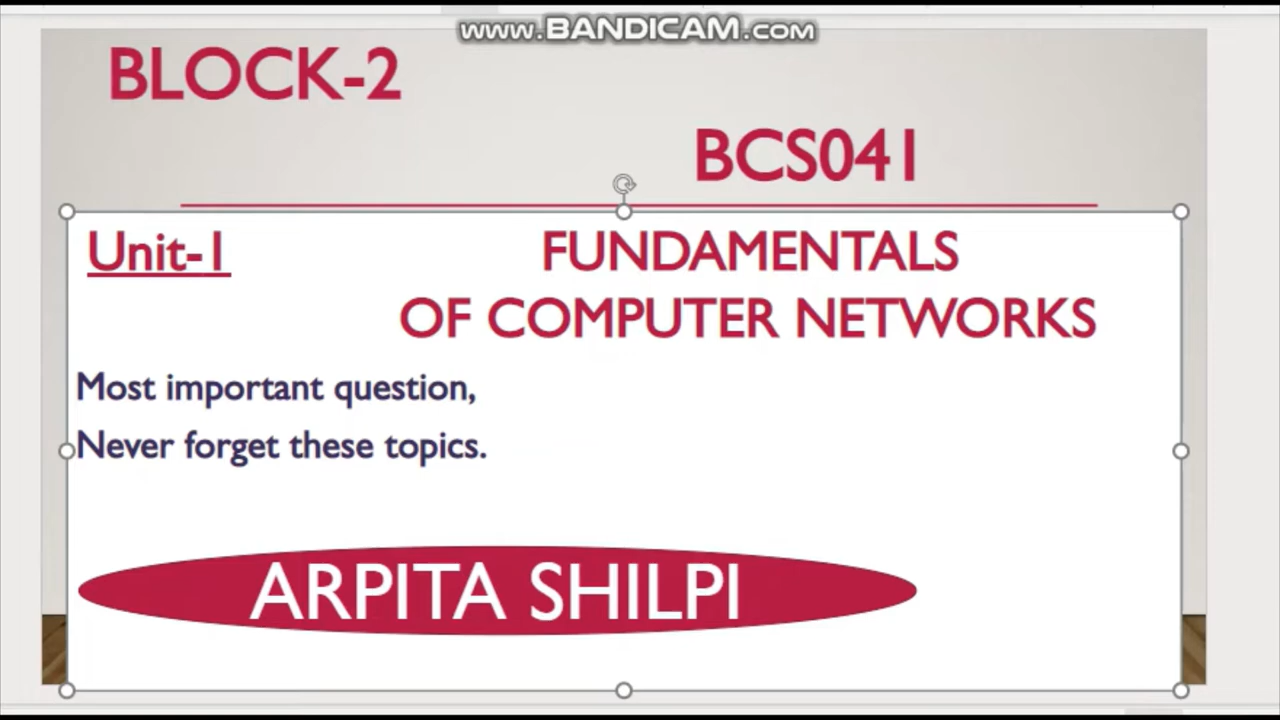 www.BANDICAM.com
BLOCK-2
BCS041
Unit-1 FUNDAMENTALS
OF COMPUTER NETWORKS
Most important question,
Never forget these topics.
ARPITA SHILPI